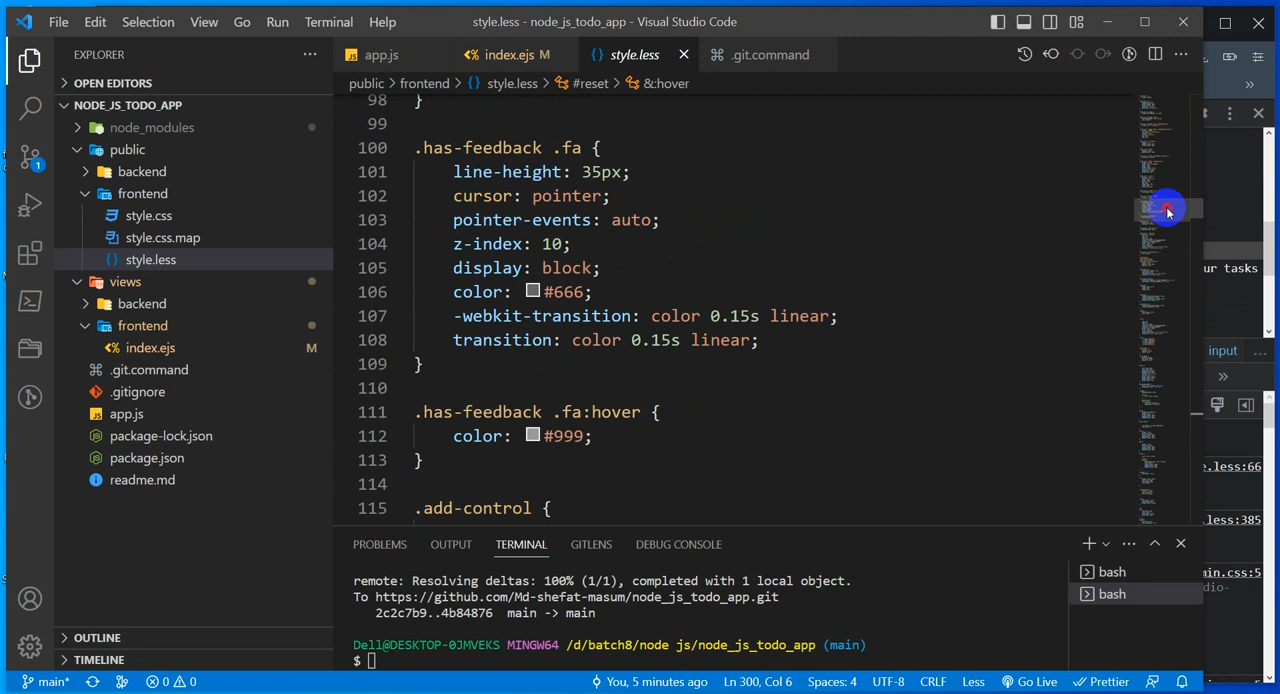 File Edit Selection View Go Run Terminal Help style.less - node_js_todo_app - Visual Studio Code
EXPLORER
OPEN EDITORS
NODE_JS_TODO_APP
node_modules
public
backend
frontend
style.css
style.css.map
style.less
views
backend
frontend
index.ejs M
.git.command
.gitignore
app.js
package-lock.json
package.json
readme.md
OUTLINE
TIMELINE
app.js index.ejs M style.less .git.command
public > frontend > style.less > #reset > &:hover
98 }
99
100 .has-feedback .fa {
101 line-height: 35px;
102 cursor: pointer;
103 pointer-events: auto;
104 z-index: 10;
105 display: block;
106 color: #666;
107 -webkit-transition: color 0.15s linear;
108 transition: color 0.15s linear;
109 }
110
111 .has-feedback .fa:hover {
112 color: #999;
113 }
114
115 .add-control {
PROBLEMS OUTPUT TERMINAL GITLENS DEBUG CONSOLE
remote: Resolving deltas: 100% (1/1), completed with 1 local object.
To https://github.com/Md-shefat-masum/node_js_todo_app.git
2c2c7b9..4b84876 main -> main
Dell@DESKTOP-0JMVEKS MINGW64 /d/batch8/node js/node_js_todo_app (main)
$
bash
bash
ur tasks
input
e.less:66
.less:385
min.css:5
dio-
main* 0 0 You, 5 minutes ago Ln 300, Col 6 Spaces: 4 UTF-8 CRLF Less Go Live Prettier
1